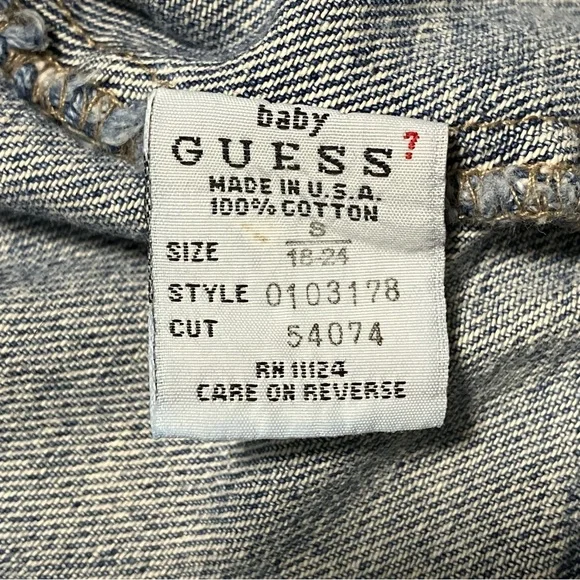 baby
GUESS?
MADE IN U.S.A.
100% COTTON
S
SIZE 18-24
STYLE 0103178
CUT 54074
RN 11124
CARE ON REVERSE